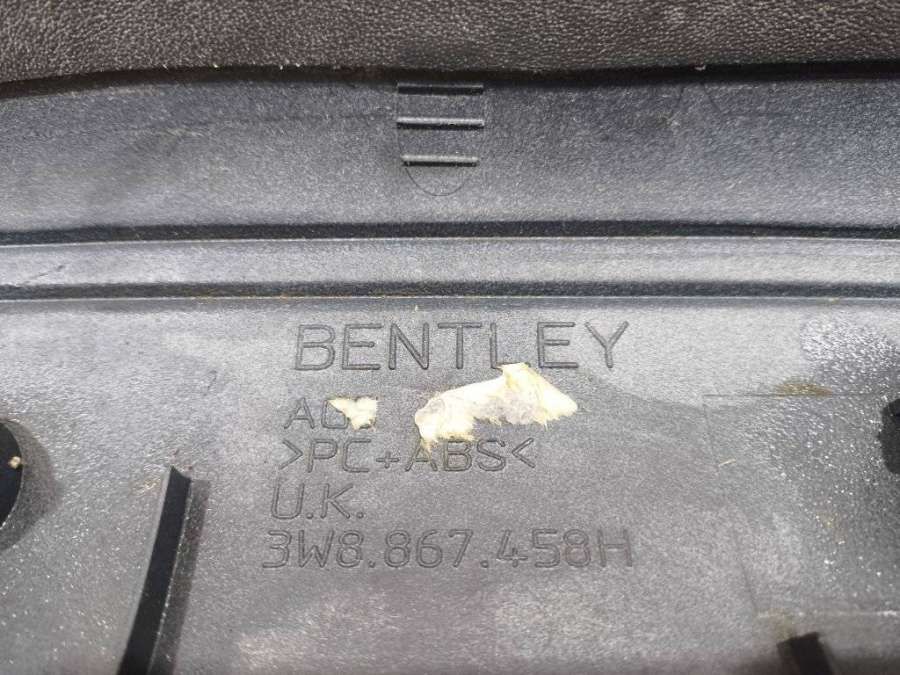 BENTLEY
>PC+ABS<
U.K.
3W8.867.458H